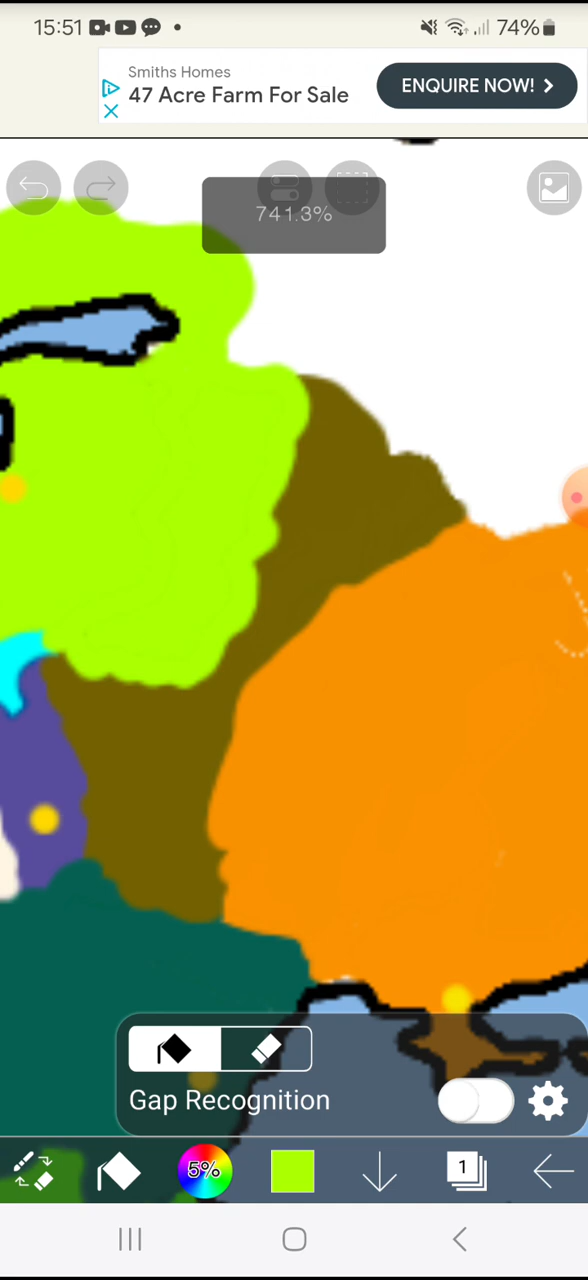 15:51
74%
Smiths Homes
47 Acre Farm For Sale
ENQUIRE NOW!
741.3%
Gap Recognition
5%
1